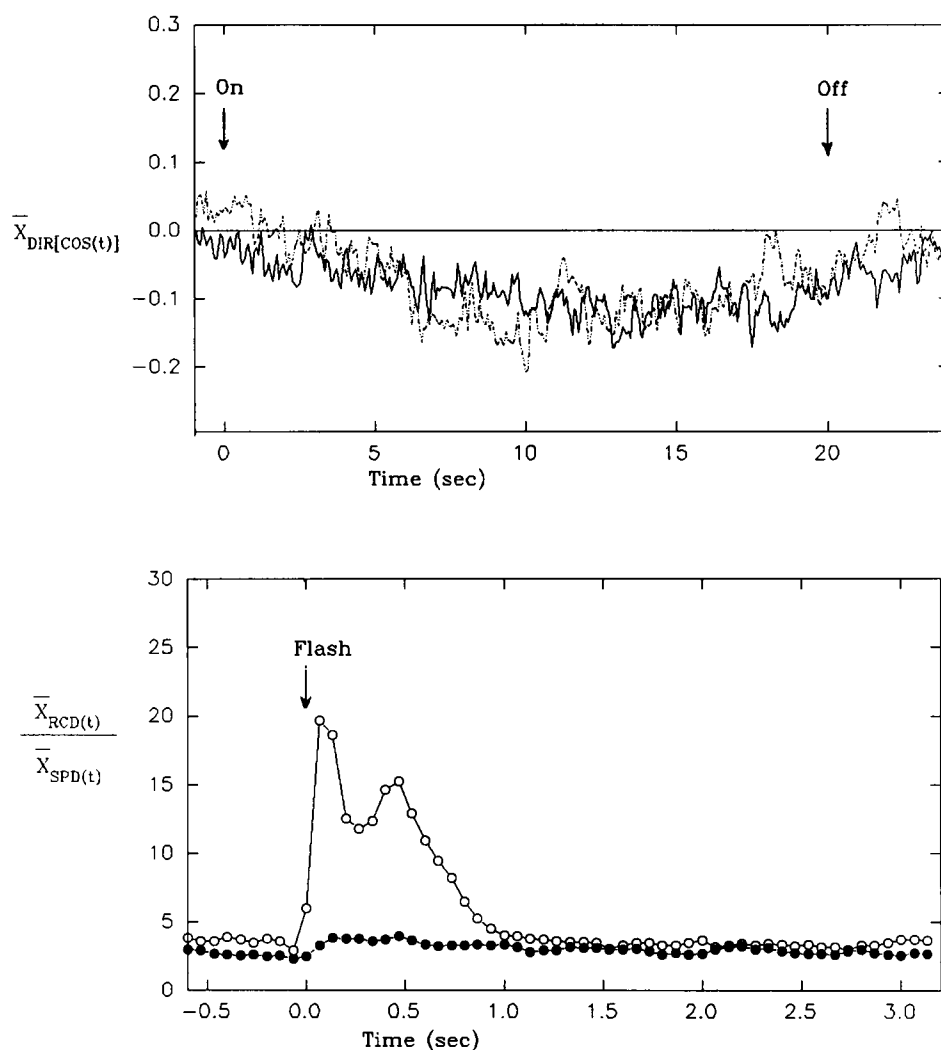 0.3
0.2
On
Off
0.1
0.0
X̅DIR[COS(t)]
−0.1
−0.2
0 5 10 15 20
Time (sec)
30
25
Flash
20
X̅RCD(t)
X̅SPD(t)
15
10
5
0
−0.5 0.0 0.5 1.0 1.5 2.0 2.5 3.0
Time (sec)